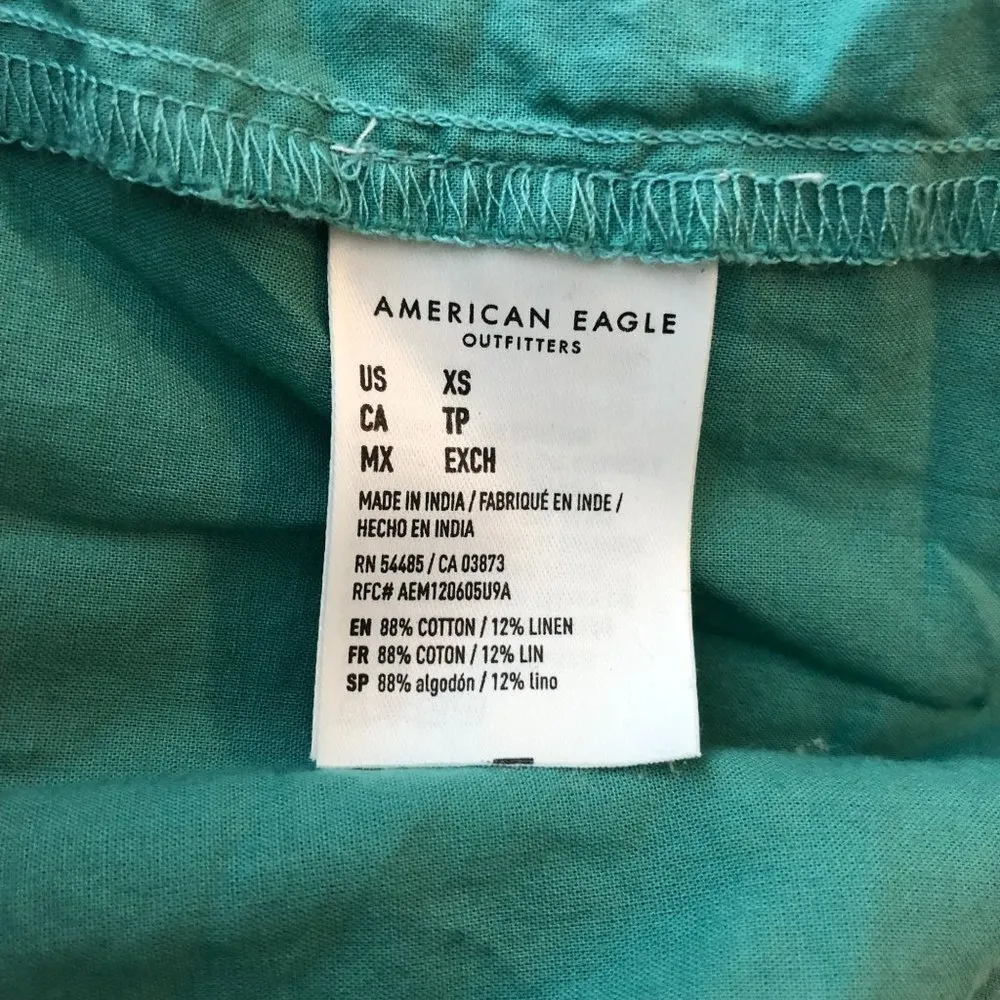 AMERICAN EAGLE
OUTFITTERS
US XS
CA TP
MX EXCH
MADE IN INDIA / FABRIQUÉ EN INDE /
HECHO EN INDIA
RN 54485 / CA 03873
RFC# AEM120605U9A
EN 88% COTTON / 12% LINEN
FR 88% COTON / 12% LIN
SP 88% algodón / 12% lino